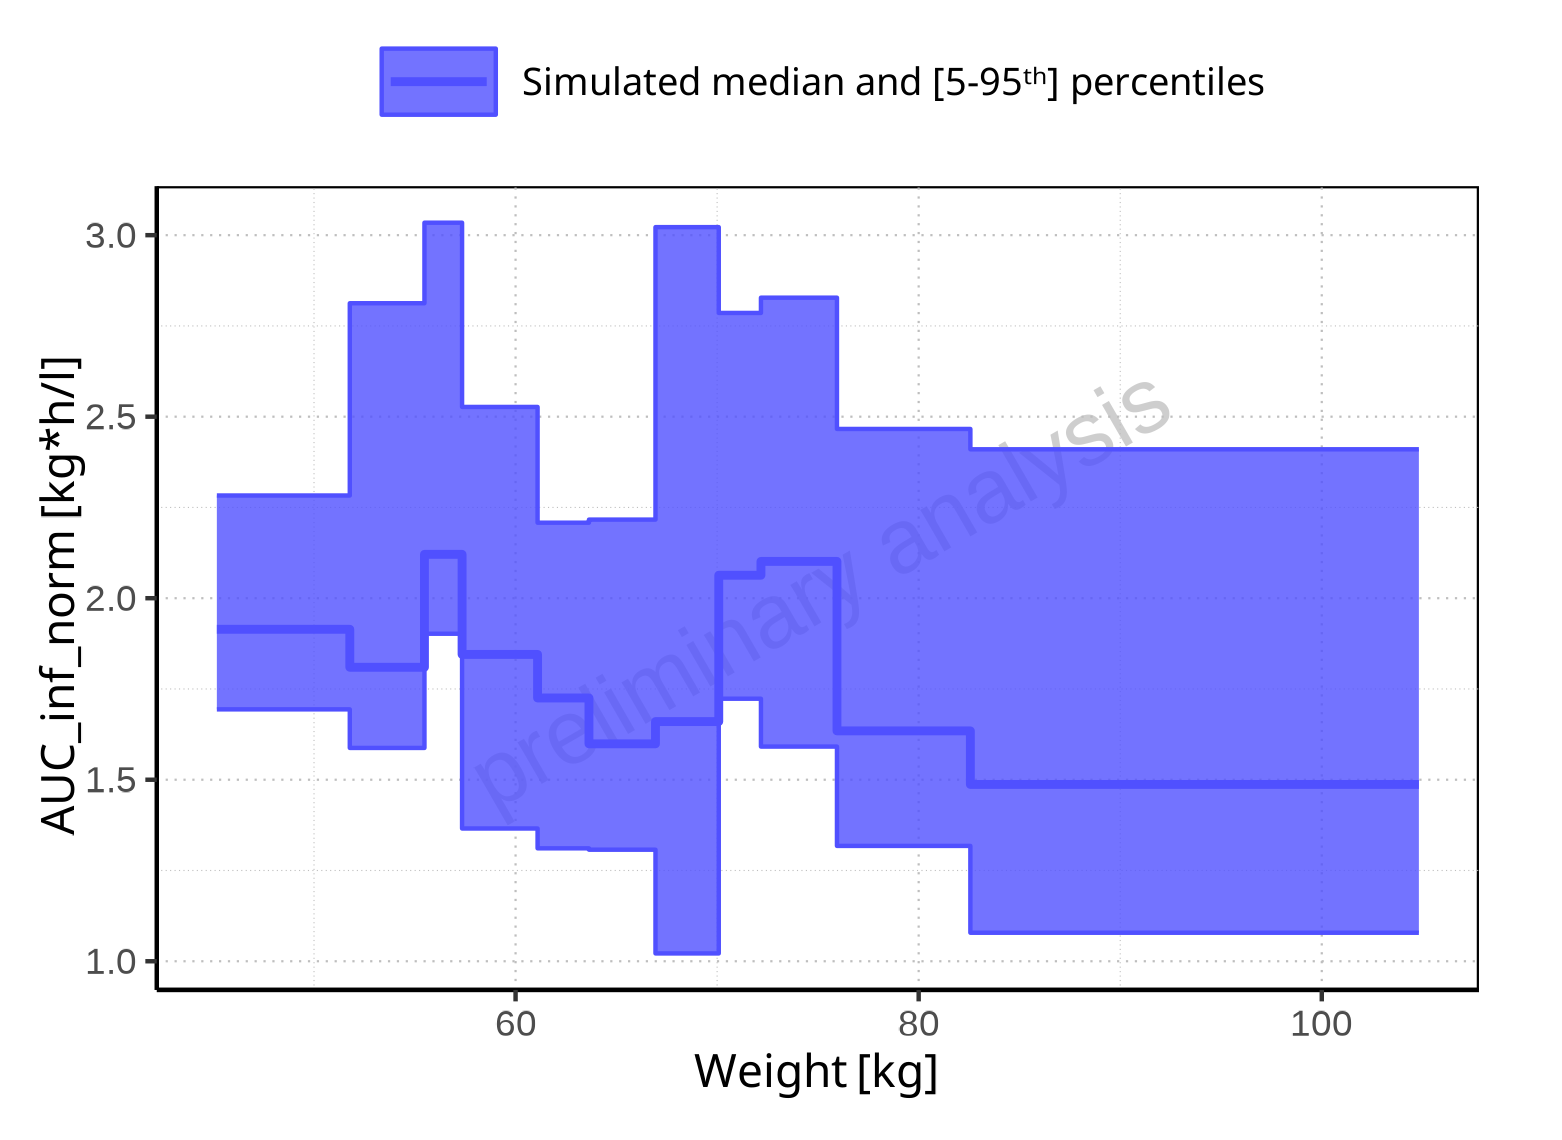 Simulated median and [5-95ᵗʰ] percentiles
AUC_inf_norm [kg*h/l]
3.0
2.5
2.0
1.5
1.0
preliminary analysis
60 80 100
Weight [kg]